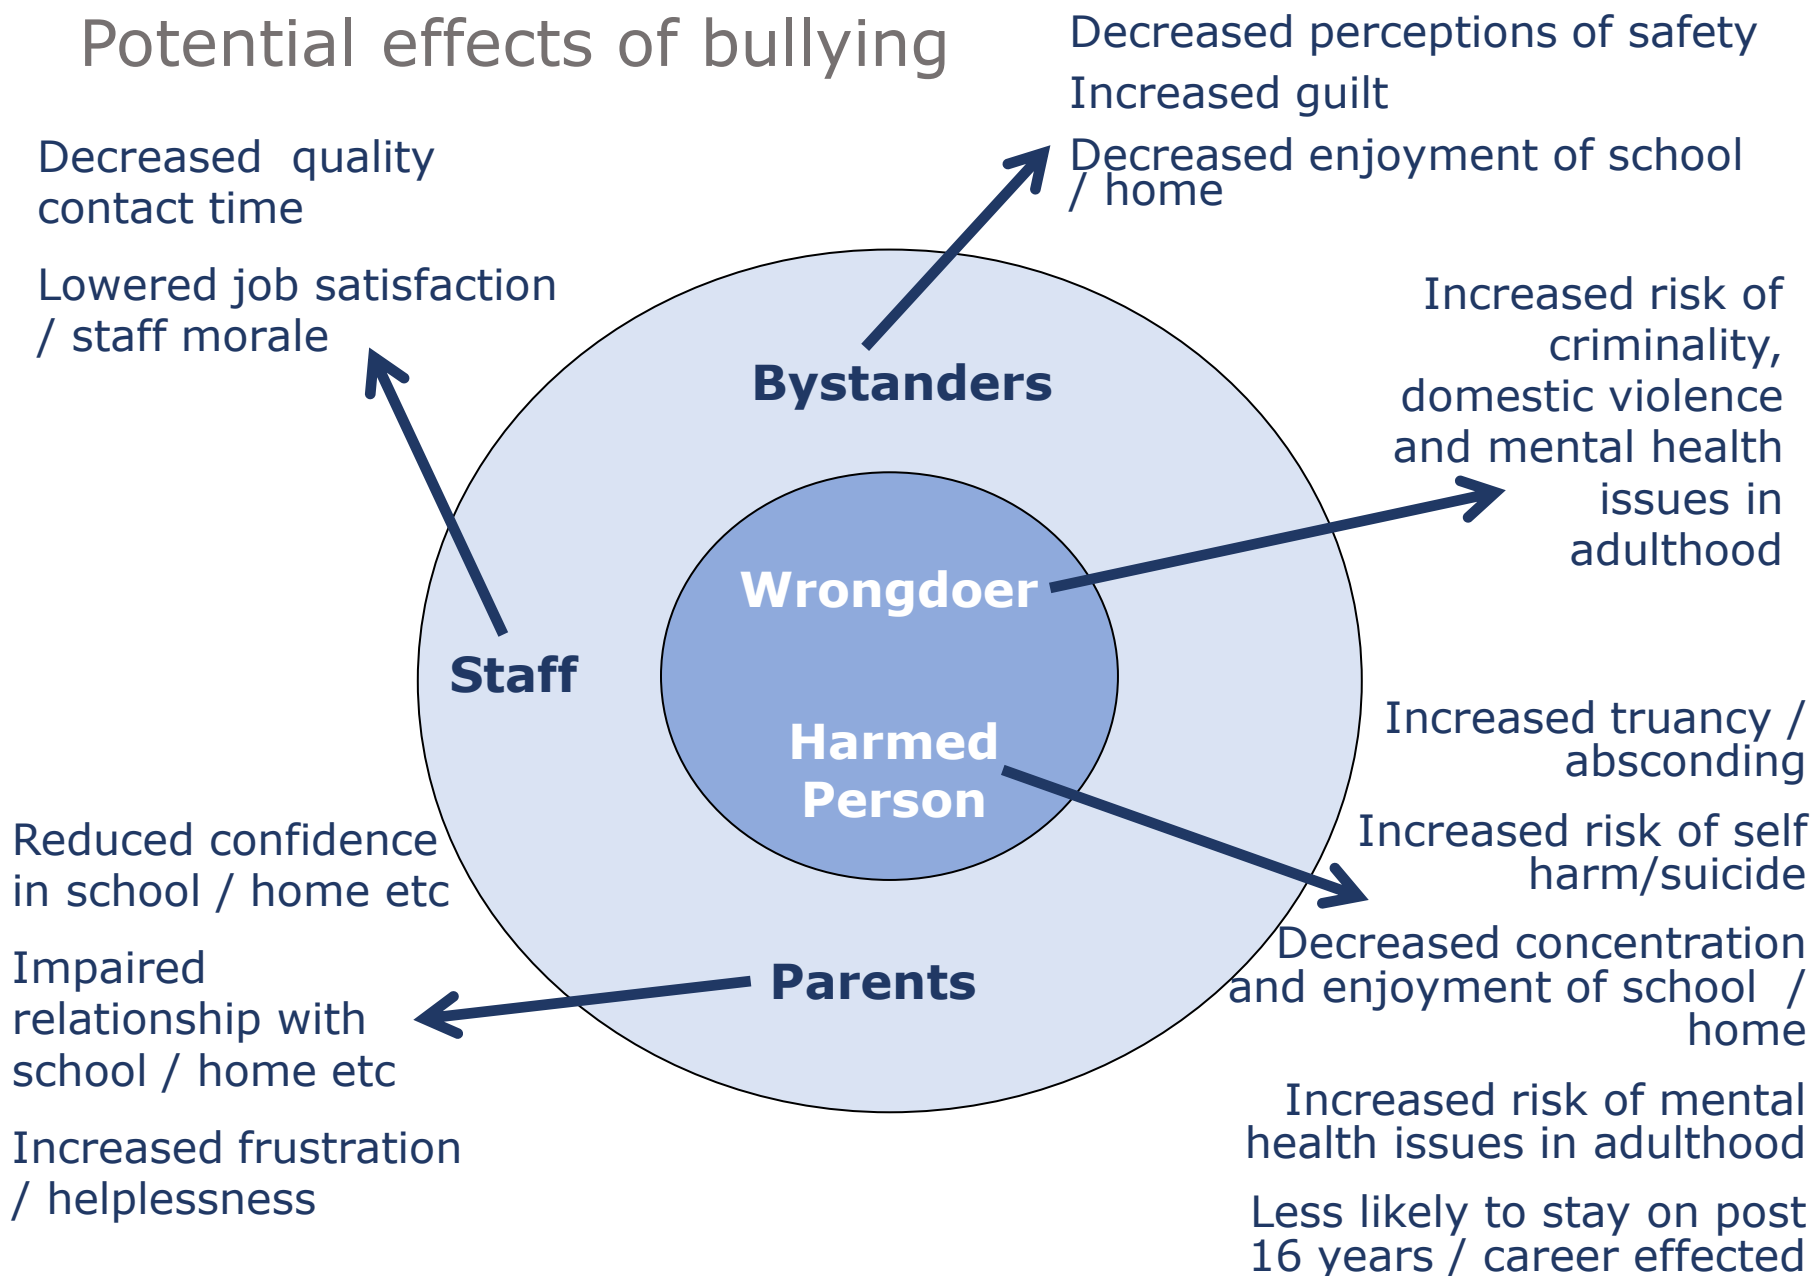 Potential effects of bullying
Decreased perceptions of safety
Increased guilt
Decreased enjoyment of school
/ home
Decreased  quality
contact time
Lowered job satisfaction
/ staff morale
Increased risk of
criminality,
domestic violence
and mental health
issues in
adulthood
Bystanders
Wrongdoer
Staff
Harmed
Person
Parents
Increased truancy /
absconding
Increased risk of self
harm/suicide
Decreased concentration
and enjoyment of school  /
home
Increased risk of mental
health issues in adulthood
Less likely to stay on post
16 years / career effected
Reduced confidence
in school / home etc
Impaired
relationship with
school / home etc
Increased frustration
/ helplessness